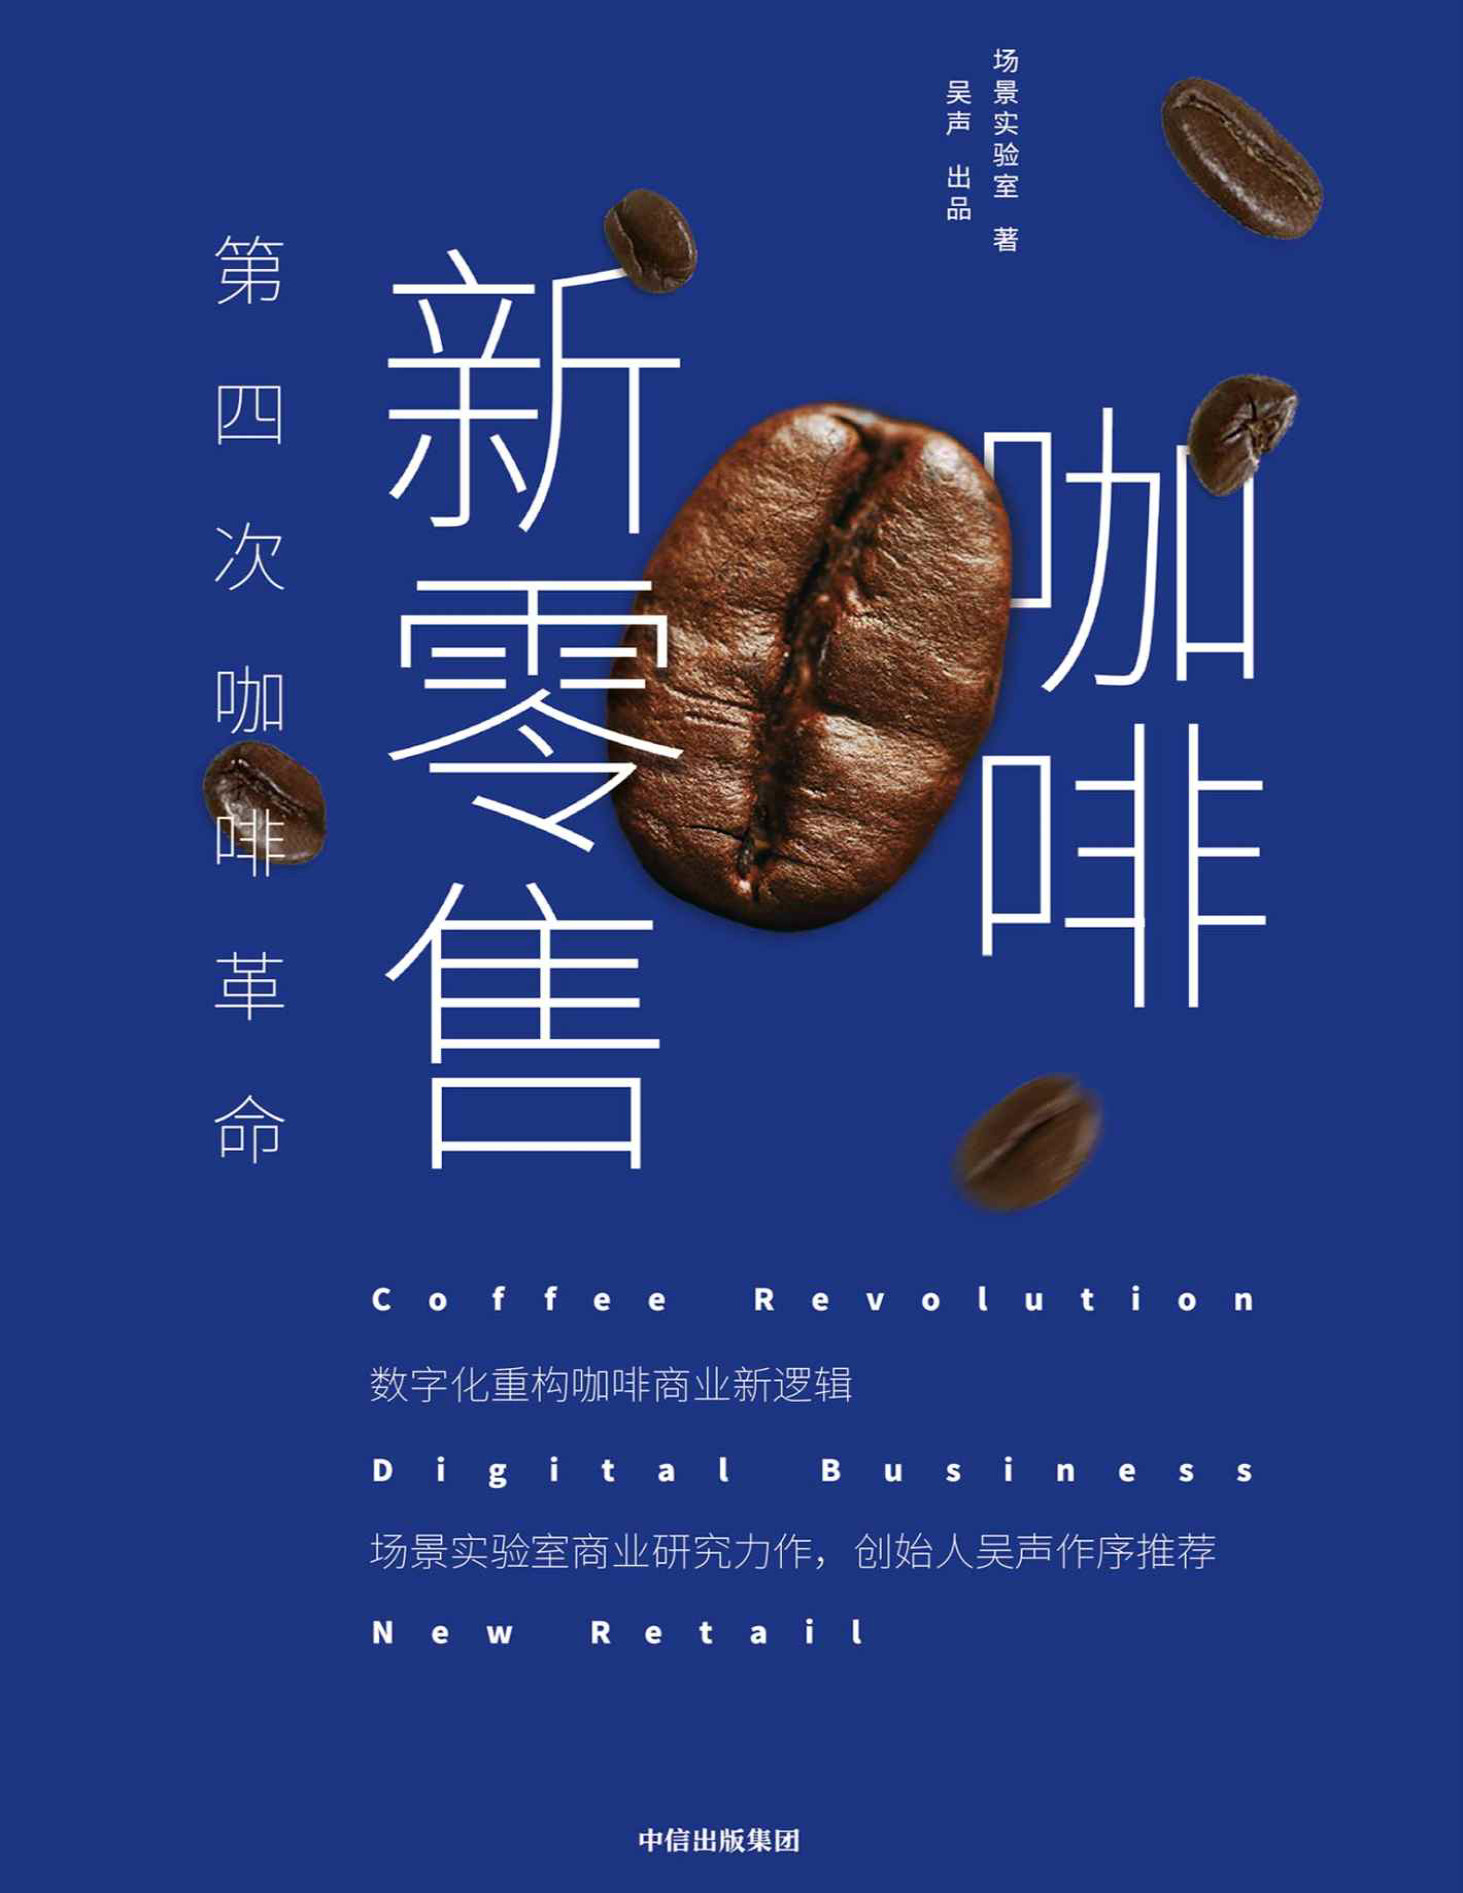 场景实验室 著
吴声 出品
咖啡
新零售
第四次咖啡革命
Coffee Revolution
数字化重构咖啡商业新逻辑
Digital Business
场景实验室商业研究力作，创始人吴声作序推荐
New Retail
中信出版集团